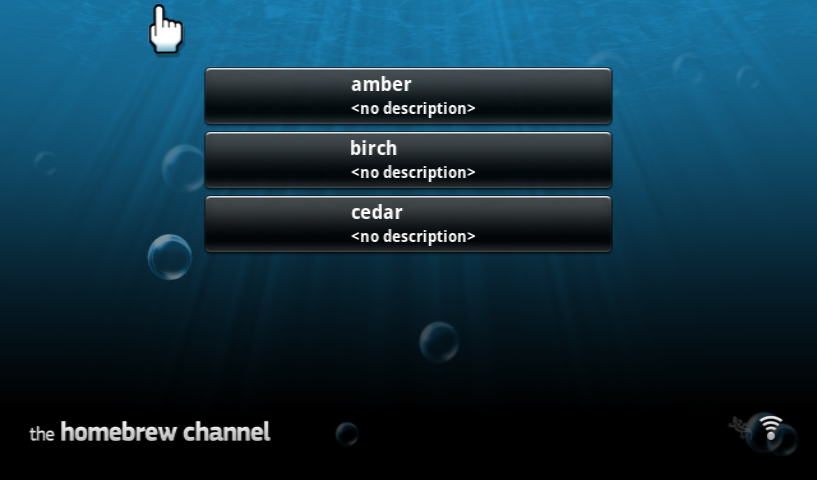 amber
<no description>
birch
<no description>
cedar
<no description>
the homebrew channel